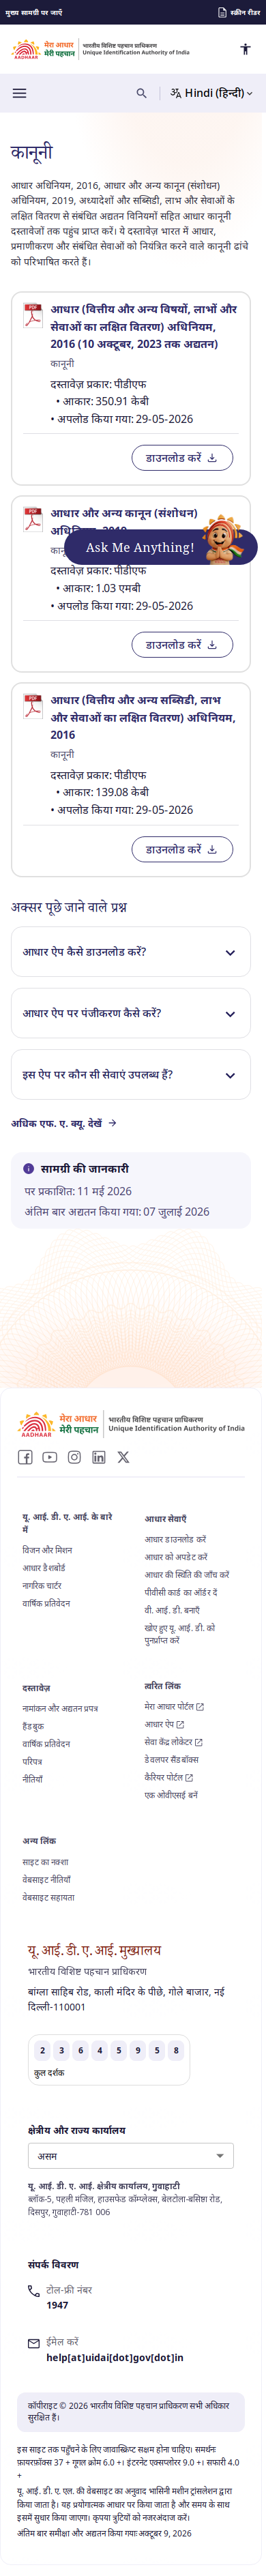 मुख्य सामग्री पर जाएँ
स्क्रीन रीडर
मेरा आधार
मेरी पहचान
भारतीय विशिष्ट पहचान प्राधिकरण
Unique Identification Authority of India
AADHAAR
Hindi (हिन्दी)
कानूनी
आधार अधिनियम, 2016, आधार और अन्य कानून (संशोधन)
अधिनियम, 2019, अध्यादेशों और सब्सिडी, लाभ और सेवाओं के
लक्षित वितरण से संबंधित अद्यतन विनियमों सहित आधार कानूनी
दस्तावेजों तक पहुंच प्राप्त करें। ये दस्तावेज़ भारत में आधार,
प्रमाणीकरण और संबंधित सेवाओं को नियंत्रित करने वाले कानूनी ढांचे
को परिभाषित करते हैं।
आधार (वित्तीय और अन्य विषयों, लाभों और
सेवाओं का लक्षित वितरण) अधिनियम,
2016 (10 अक्टूबर, 2023 तक अद्यतन)
कानूनी
दस्तावेज़ प्रकार: पीडीएफ
• आकार: 350.91 केबी
• अपलोड किया गया: 29-05-2026
डाउनलोड करें
आधार और अन्य कानून (संशोधन)
Ask Me Anything!
दस्तावेज़ प्रकार: पीडीएफ
• आकार: 1.03 एमबी
• अपलोड किया गया: 29-05-2026
डाउनलोड करें
आधार (वित्तीय और अन्य सब्सिडी, लाभ
और सेवाओं का लक्षित वितरण) अधिनियम,
2016
कानूनी
दस्तावेज़ प्रकार: पीडीएफ
• आकार: 139.08 केबी
• अपलोड किया गया: 29-05-2026
डाउनलोड करें
अक्सर पूछे जाने वाले प्रश्न
आधार ऐप कैसे डाउनलोड करें?
आधार ऐप पर पंजीकरण कैसे करें?
इस ऐप पर कौन सी सेवाएं उपलब्ध हैं?
अधिक एफ. ए. क्यू. देखें
सामग्री की जानकारी
पर प्रकाशित: 11 मई 2026
अंतिम बार अद्यतन किया गया: 07 जुलाई 2026
मेरा आधार
मेरी पहचान
भारतीय विशिष्ट पहचान प्राधिकरण
Unique Identification Authority of India
AADHAAR
यू. आई. डी. ए. आई. के बारे
में
विजन और मिशन
आधार डैशबोर्ड
नागरिक चार्टर
वार्षिक प्रतिवेदन
आधार सेवाएँ
आधार डाउनलोड करें
आधार को अपडेट करें
आधार की स्थिति की जाँच करें
पीवीसी कार्ड का ऑर्डर दें
वी. आई. डी. बनाएँ
खोए हुए यू. आई. डी. को
पुनर्प्राप्त करें
दस्तावेज़
नामांकन और अद्यतन प्रपत्र
हैंडबुक
वार्षिक प्रतिवेदन
परिपत्र
नीतियाँ
त्वरित लिंक
मेरा आधार पोर्टल
आधार ऐप
सेवा केंद्र लोकेटर
डेवलपर सैंडबॉक्स
कैरियर पोर्टल
एक ओवीएसई बनें
अन्य लिंक
साइट का नक्शा
वेबसाइट नीतियाँ
वेबसाइट सहायता
यू. आई. डी. ए. आई. मुख्यालय
भारतीय विशिष्ट पहचान प्राधिकरण
बांग्ला साहिब रोड, काली मंदिर के पीछे, गोले बाजार, नई
दिल्ली-110001
2 3 6 4 5 9 5 8
कुल दर्शक
क्षेत्रीय और राज्य कार्यालय
असम
यू. आई. डी. ए. आई. क्षेत्रीय कार्यालय, गुवाहाटी
ब्लॉक-5, पहली मंजिल, हाउसफेड कॉम्प्लेक्स, बेलटोला-बसिष्ठा रोड,
दिसपुर, गुवाहाटी-781 006
संपर्क विवरण
टोल-फ्री नंबर
1947
ईमेल करें
help[at]uidai[dot]gov[dot]in
कॉपीराइट © 2026 भारतीय विशिष्ट पहचान प्राधिकरण सभी अधिकार
सुरक्षित हैं।
इस साइट तक पहुँचने के लिए जावास्क्रिप्ट सक्षम होना चाहिए। समर्थनः
फ़ायरफ़ॉक्स 37 + गूगल क्रोम 6.0 +। इंटरनेट एक्सप्लोरर 9.0 +। सफारी 4.0
+
यू. आई. डी. ए. एल. की वेबसाइट का अनुवाद भाषिनी मशीन ट्रांसलेशन द्वारा
किया जाता है। यह प्रयोगात्मक आधार पर किया जाता है और समय के साथ
इसमें सुधार किया जाएगा। कृपया त्रुटियों को नजरअंदाज करें।
अंतिम बार समीक्षा और अद्यतन किया गयाः अक्टूबर 9, 2026